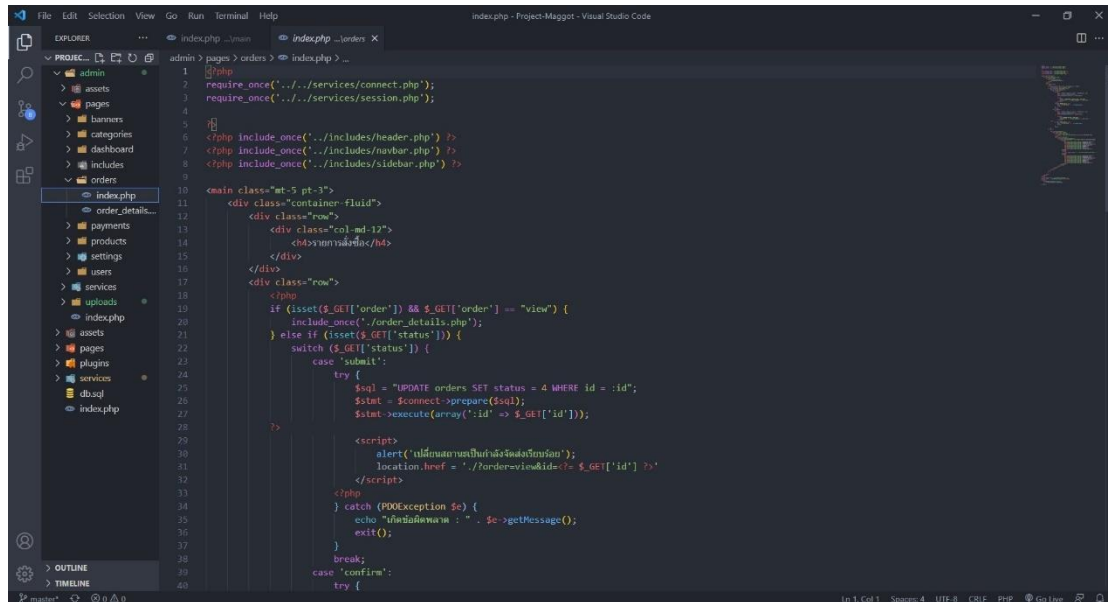 File Edit Selection View Go Run Terminal Help
index.php - Project-Maggot - Visual Studio Code
EXPLORER
index.php ...\main
index.php ...\orders
PROJEC...
admin > pages > orders > index.php > ...
admin
assets
pages
banners
categories
dashboard
includes
orders
index.php
order_details....
payments
products
settings
users
services
uploads
index.php
assets
pages
plugins
services
db.sql
index.php
OUTLINE
TIMELINE
1 <?php
2 require_once('../../services/connect.php');
3 require_once('../../services/session.php');
4
5 ?>
6 <?php include_once('../includes/header.php') ?>
7 <?php include_once('../includes/navbar.php') ?>
8 <?php include_once('../includes/sidebar.php') ?>
9
10 <main class="mt-5 pt-3">
11 <div class="container-fluid">
12 <div class="row">
13 <div class="col-md-12">
14 <h4>รายการสั่งซื้อ</h4>
15 </div>
16 </div>
17 <div class="row">
18 <?php
19 if (isset($_GET['order']) && $_GET['order'] == "view") {
20 include_once('./order_details.php');
21 } else if (isset($_GET['status'])) {
22 switch ($_GET['status']) {
23 case 'submit':
24 try {
25 $sql = "UPDATE orders SET status = 4 WHERE id = :id";
26 $stmt = $connect->prepare($sql);
27 $stmt->execute(array(':id' => $_GET['id']));
28 ?>
29 <script>
30 alert('เปลี่ยนสถานะเป็นกำลังจัดส่งเรียบร้อย');
31 location.href = './?order=view&id=<?= $_GET['id'] ?>'
32 </script>
33 <?php
34 } catch (PDOException $e) {
35 echo "เกิดข้อผิดพลาด : " . $e->getMessage();
36 exit();
37 }
38 break;
39 case 'confirm':
40 try {
master* 0 0 Ln 1, Col 1 Spaces: 4 UTF-8 CRLF PHP Go Live